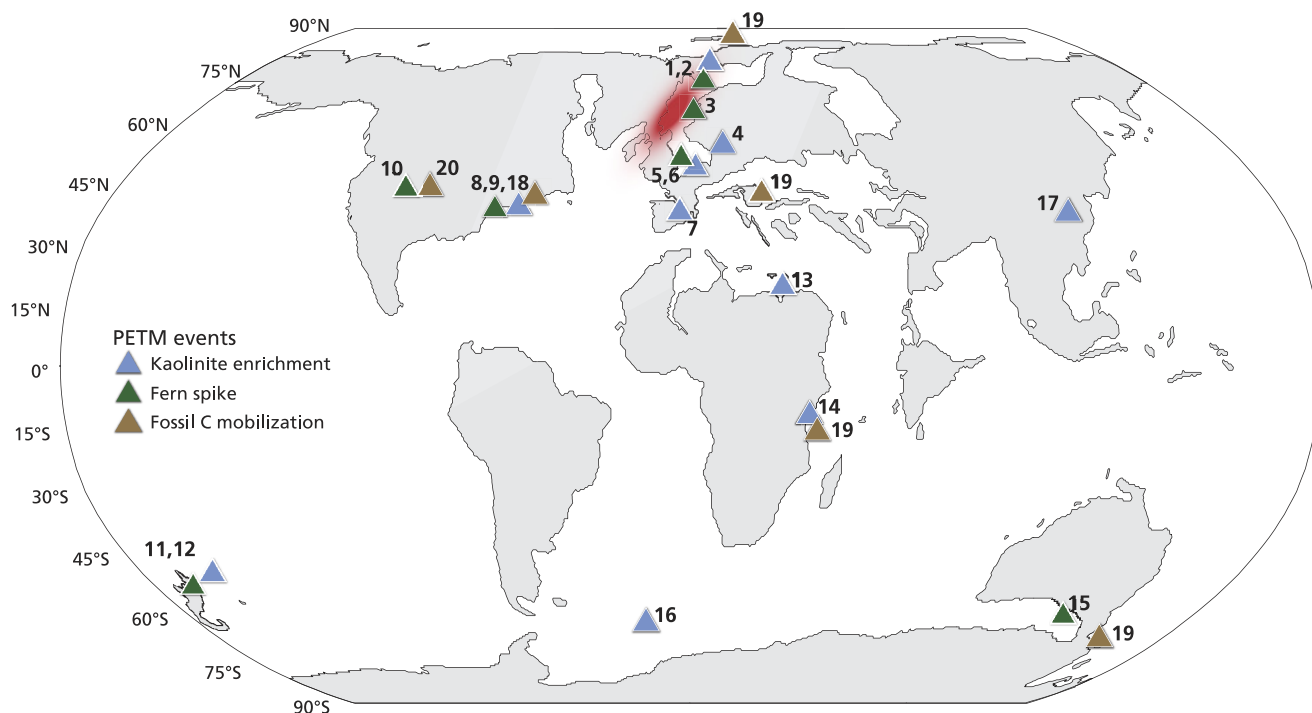 90°N
19
75°N
1,2
3
60°N
4
10
20
8,9,18
5,6
19
45°N
7
17
30°N
13
15°N
PETM events
Kaolinite enrichment
0°
Fern spike
Fossil C mobilization
14
15°S
19
30°S
11,12
45°S
15
16
60°S
19
75°S
90°S